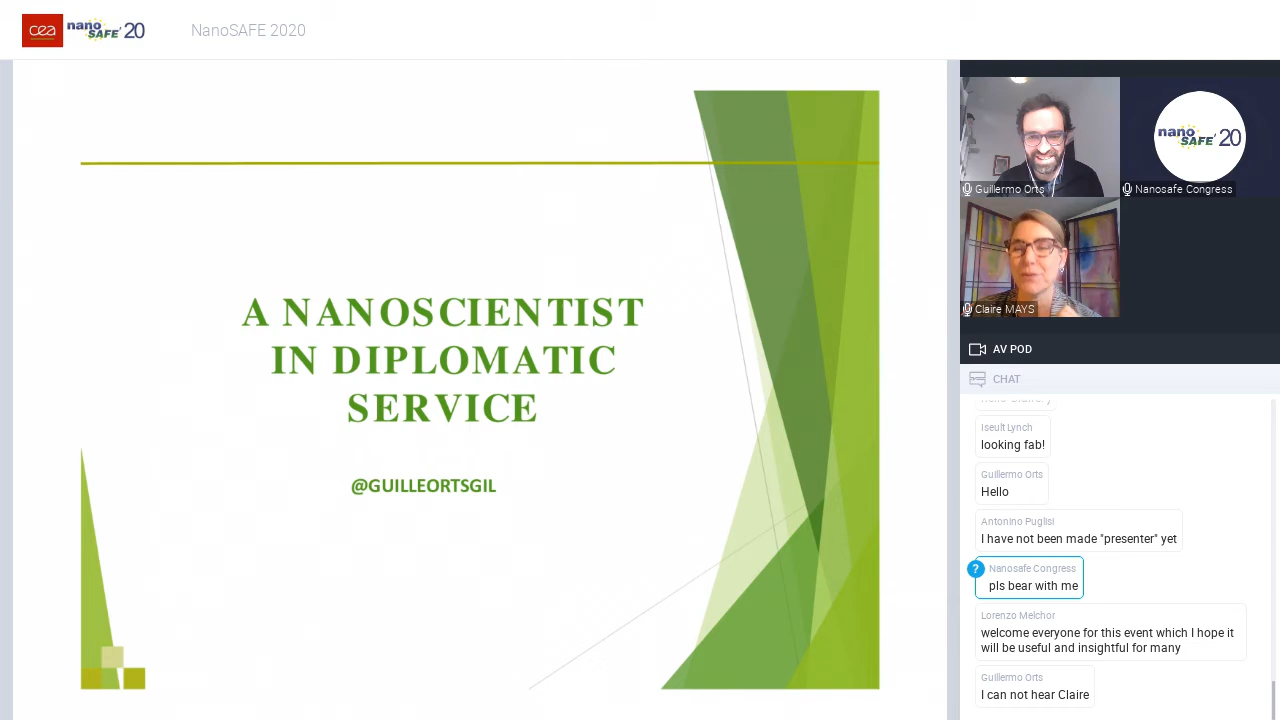 cea
nano
SAFE' 20
NanoSAFE 2020
A NANOSCIENTIST
IN DIPLOMATIC
SERVICE
@GUILLEORTSGIL
Guillermo Orts
nano
SAFE' 20
Nanosafe Congress
Claire MAYS
AV POD
CHAT
Iseult Lynch
looking fab!
Guillermo Orts
Hello
Antonino Puglisi
I have not been made "presenter" yet
?
Nanosafe Congress
pls bear with me
Lorenzo Melchor
welcome everyone for this event which I hope it
will be useful and insightful for many
Guillermo Orts
I can not hear Claire